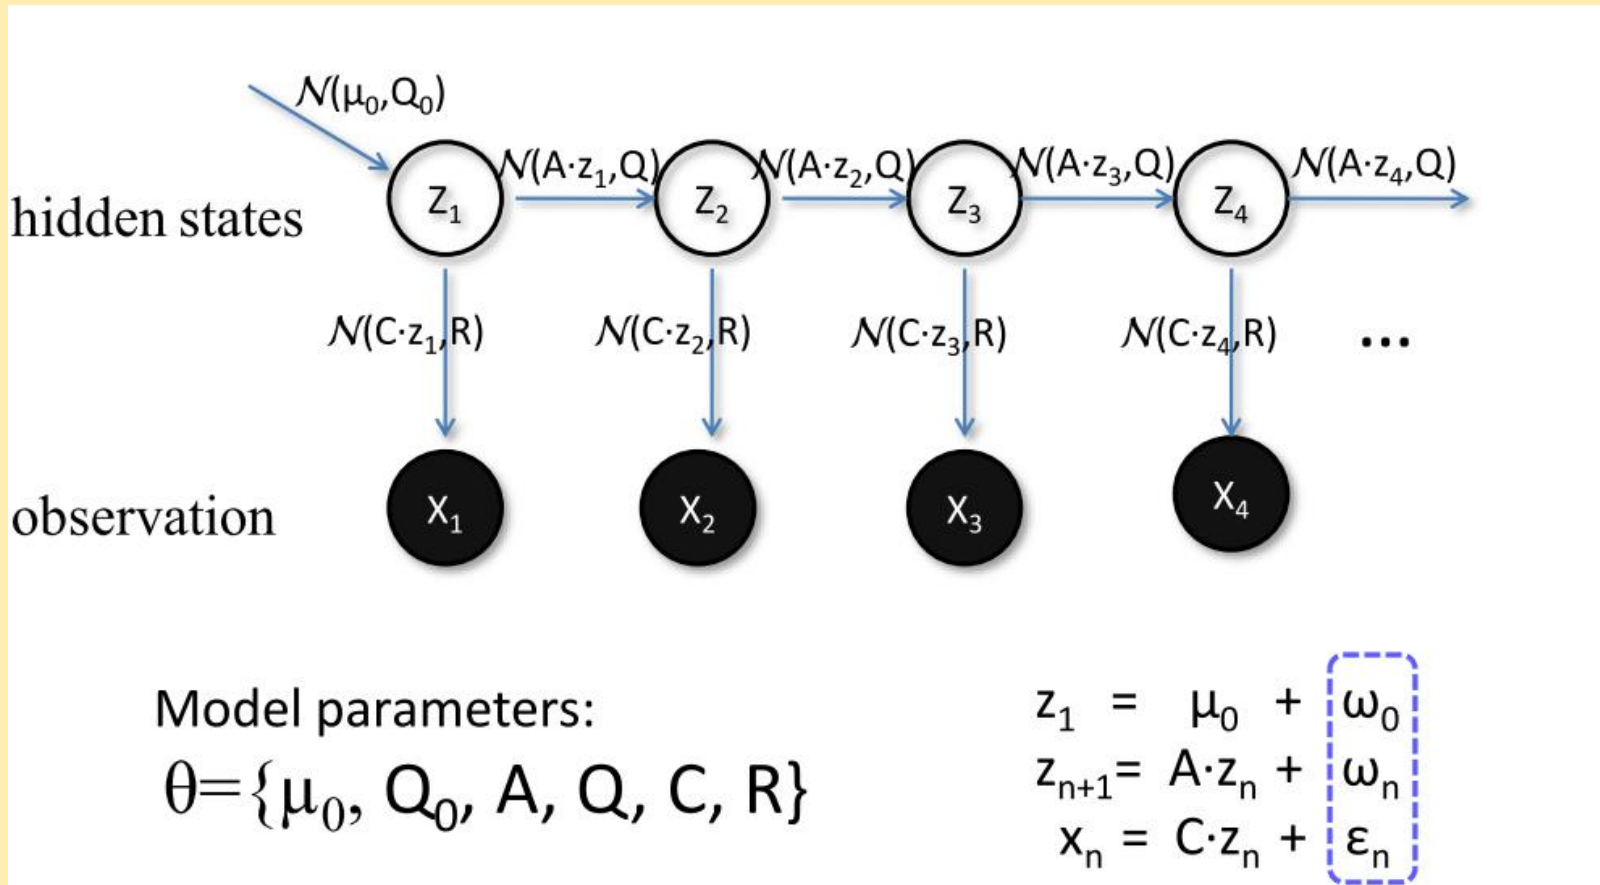 𝒩(μ₀,Q₀)
𝒩(A·z₁,Q) 𝒩(A·z₂,Q) 𝒩(A·z₃,Q) 𝒩(A·z₄,Q)
hidden states Z₁ Z₂ Z₃ Z₄
𝒩(C·z₁,R) 𝒩(C·z₂,R) 𝒩(C·z₃,R) 𝒩(C·z₄,R) ...
observation X₁ X₂ X₃ X₄
Model parameters:
θ={μ₀, Q₀, A, Q, C, R}
z₁ = μ₀ + ω₀
zₙ₊₁= A·zₙ + ωₙ
xₙ = C·zₙ + εₙ